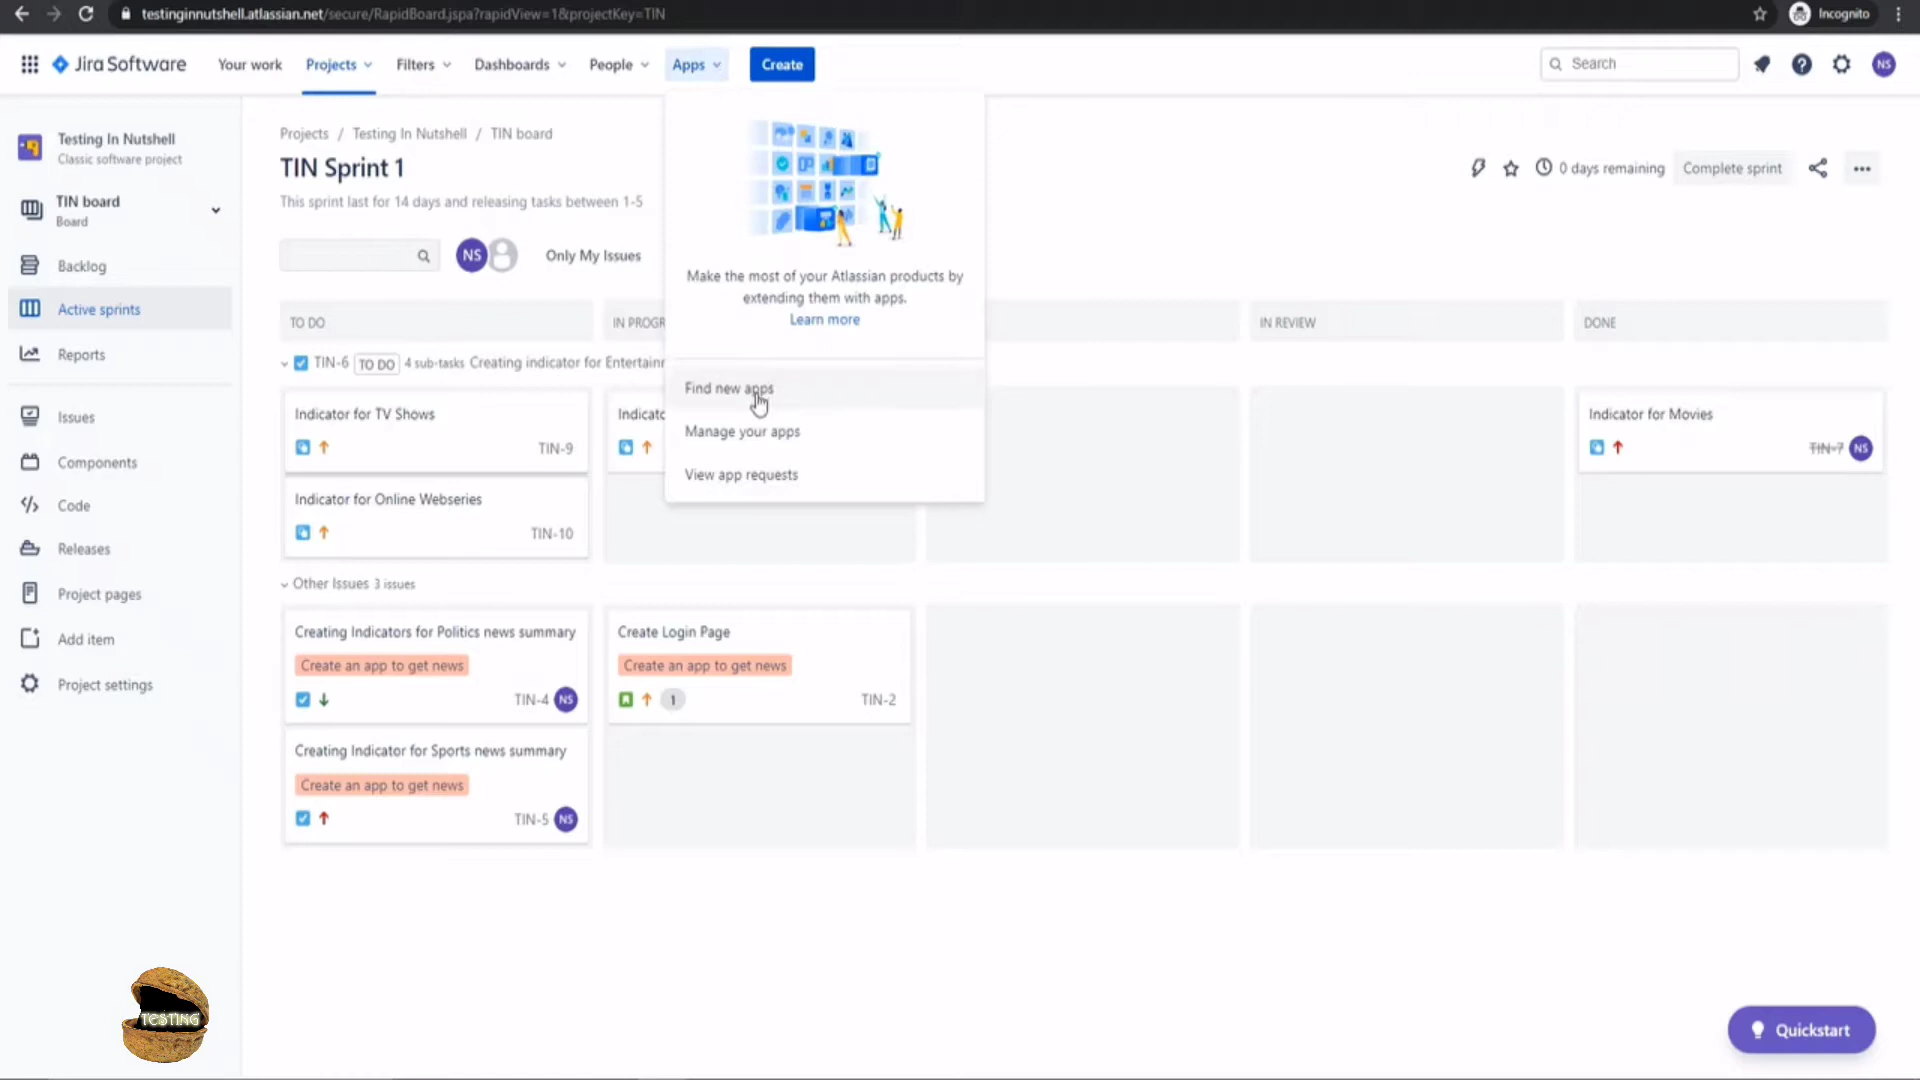 testinginnutshell.atlassian.net/secure/RapidBoard.jspa?rapidView=1&projectKey=TIN
Incognito
Jira Software
Your work
Projects
Filters
Dashboards
People
Apps
Create
Search
NS
Testing In Nutshell
Classic software project
TIN board
Board
Backlog
Active sprints
Reports
Issues
Components
Code
Releases
Project pages
Add item
Project settings
Projects / Testing In Nutshell / TIN board
TIN Sprint 1
This sprint last for 14 days and releasing tasks between 1-5
0 days remaining
Complete sprint
NS
Only My Issues
Make the most of your Atlassian products by
extending them with apps.
Learn more
Find new apps
Manage your apps
View app requests
TO DO
IN PROGR
IN REVIEW
DONE
TIN-6 TO DO 4 sub-tasks Creating indicator for Entertainm
Indicator for TV Shows
TIN-9
Indicator for Online Webseries
TIN-10
Indicato
Indicator for Movies
TIN-7 NS
Other Issues 3 issues
Creating Indicators for Politics news summary
Create an app to get news
TIN-4 NS
Creating Indicator for Sports news summary
Create an app to get news
TIN-5 NS
Create Login Page
Create an app to get news
1
TIN-2
TESTING
Quickstart